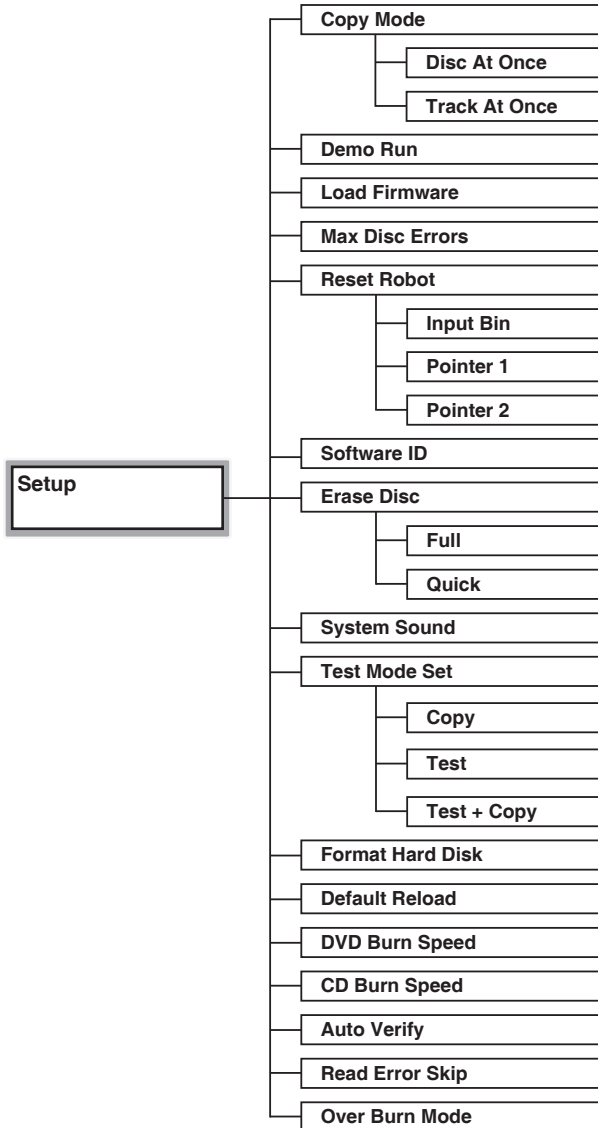 Copy Mode
Disc At Once
Track At Once
Demo Run
Load Firmware
Max Disc Errors
Reset Robot
Input Bin
Pointer 1
Pointer 2
Software ID
Setup
Erase Disc
Full
Quick
System Sound
Test Mode Set
Copy
Test
Test + Copy
Format Hard Disk
Default Reload
DVD Burn Speed
CD Burn Speed
Auto Verify
Read Error Skip
Over Burn Mode